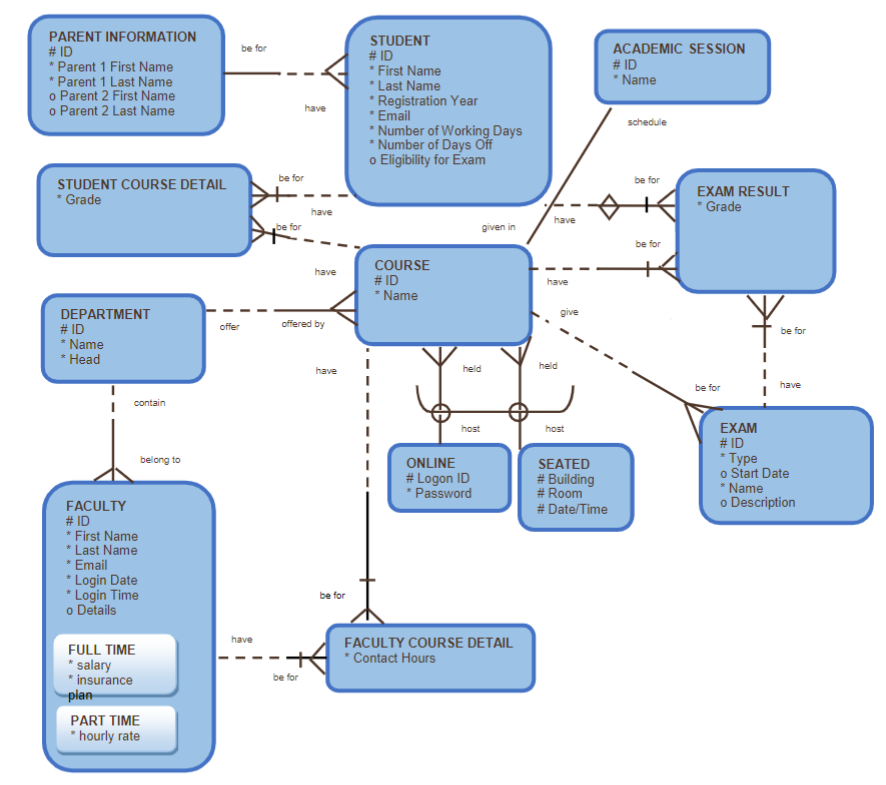 PARENT INFORMATION
# ID
* Parent 1 First Name
* Parent 1 Last Name
o Parent 2 First Name
o Parent 2 Last Name
be for
have
STUDENT
# ID
* First Name
* Last Name
* Registration Year
* Email
* Number of Working Days
* Number of Days Off
o Eligibility for Exam
ACADEMIC SESSION
# ID
* Name
schedule
given in
STUDENT COURSE DETAIL
* Grade
be for
have
be for
have
be for
have
be for
have
EXAM RESULT
* Grade
COURSE
# ID
* Name
DEPARTMENT
# ID
* Name
* Head
offer
offered by
have
give
be for
be for
have
contain
belong to
held
held
host
host
ONLINE
# Logon ID
* Password
SEATED
# Building
# Room
# Date/Time
EXAM
# ID
* Type
o Start Date
* Name
o Description
FACULTY
# ID
* First Name
* Last Name
* Email
* Login Date
* Login Time
o Details
FULL TIME
* salary
* insurance
plan
PART TIME
* hourly rate
be for
have
be for
FACULTY COURSE DETAIL
* Contact Hours